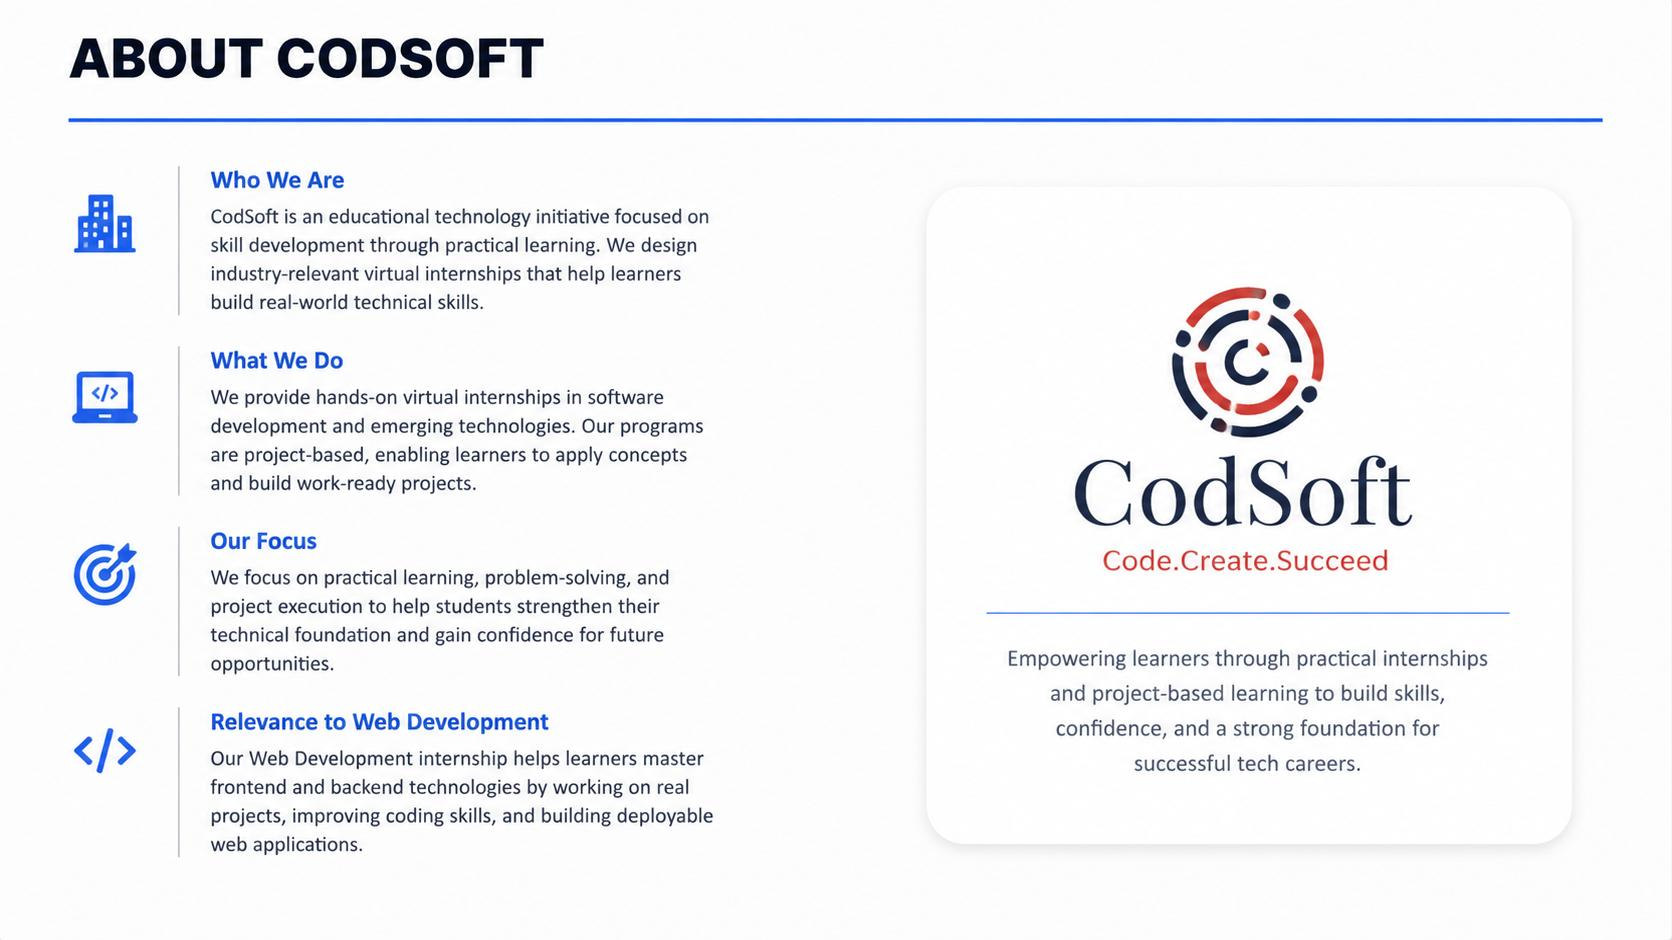 ABOUT CODSOFT
Who We Are
CodSoft is an educational technology initiative focused on
skill development through practical learning. We design
industry-relevant virtual internships that help learners
build real-world technical skills.
What We Do
We provide hands-on virtual internships in software
development and emerging technologies. Our programs
are project-based, enabling learners to apply concepts
and build work-ready projects.
Our Focus
We focus on practical learning, problem-solving, and
project execution to help students strengthen their
technical foundation and gain confidence for future
opportunities.
Relevance to Web Development
Our Web Development internship helps learners master
frontend and backend technologies by working on real
projects, improving coding skills, and building deployable
web applications.
CodSoft
Code.Create.Succeed
Empowering learners through practical internships
and project-based learning to build skills,
confidence, and a strong foundation for
successful tech careers.